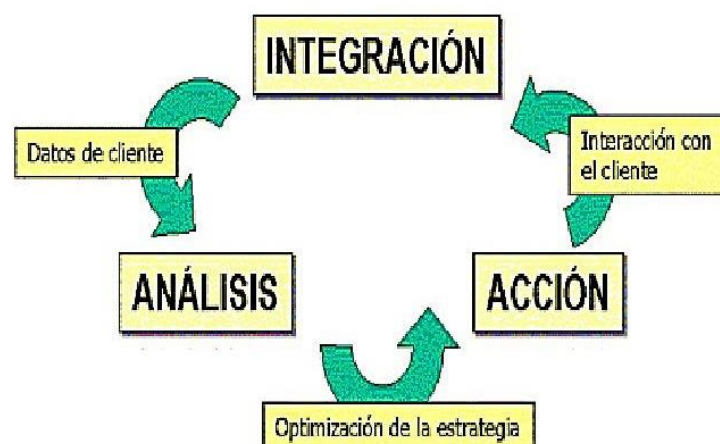 INTEGRACIÓN
Datos de cliente
Interacción con
el cliente
ANÁLISIS
ACCIÓN
Optimización de la estrategia